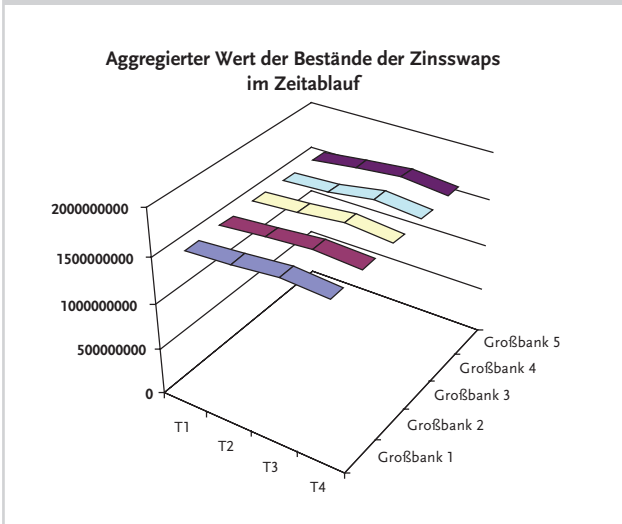 Aggregierter Wert der Bestände der Zinsswaps
im Zeitablauf
2000000000
1500000000
1000000000
500000000
0
T1
T2
T3
T4
Großbank 5
Großbank 4
Großbank 3
Großbank 2
Großbank 1